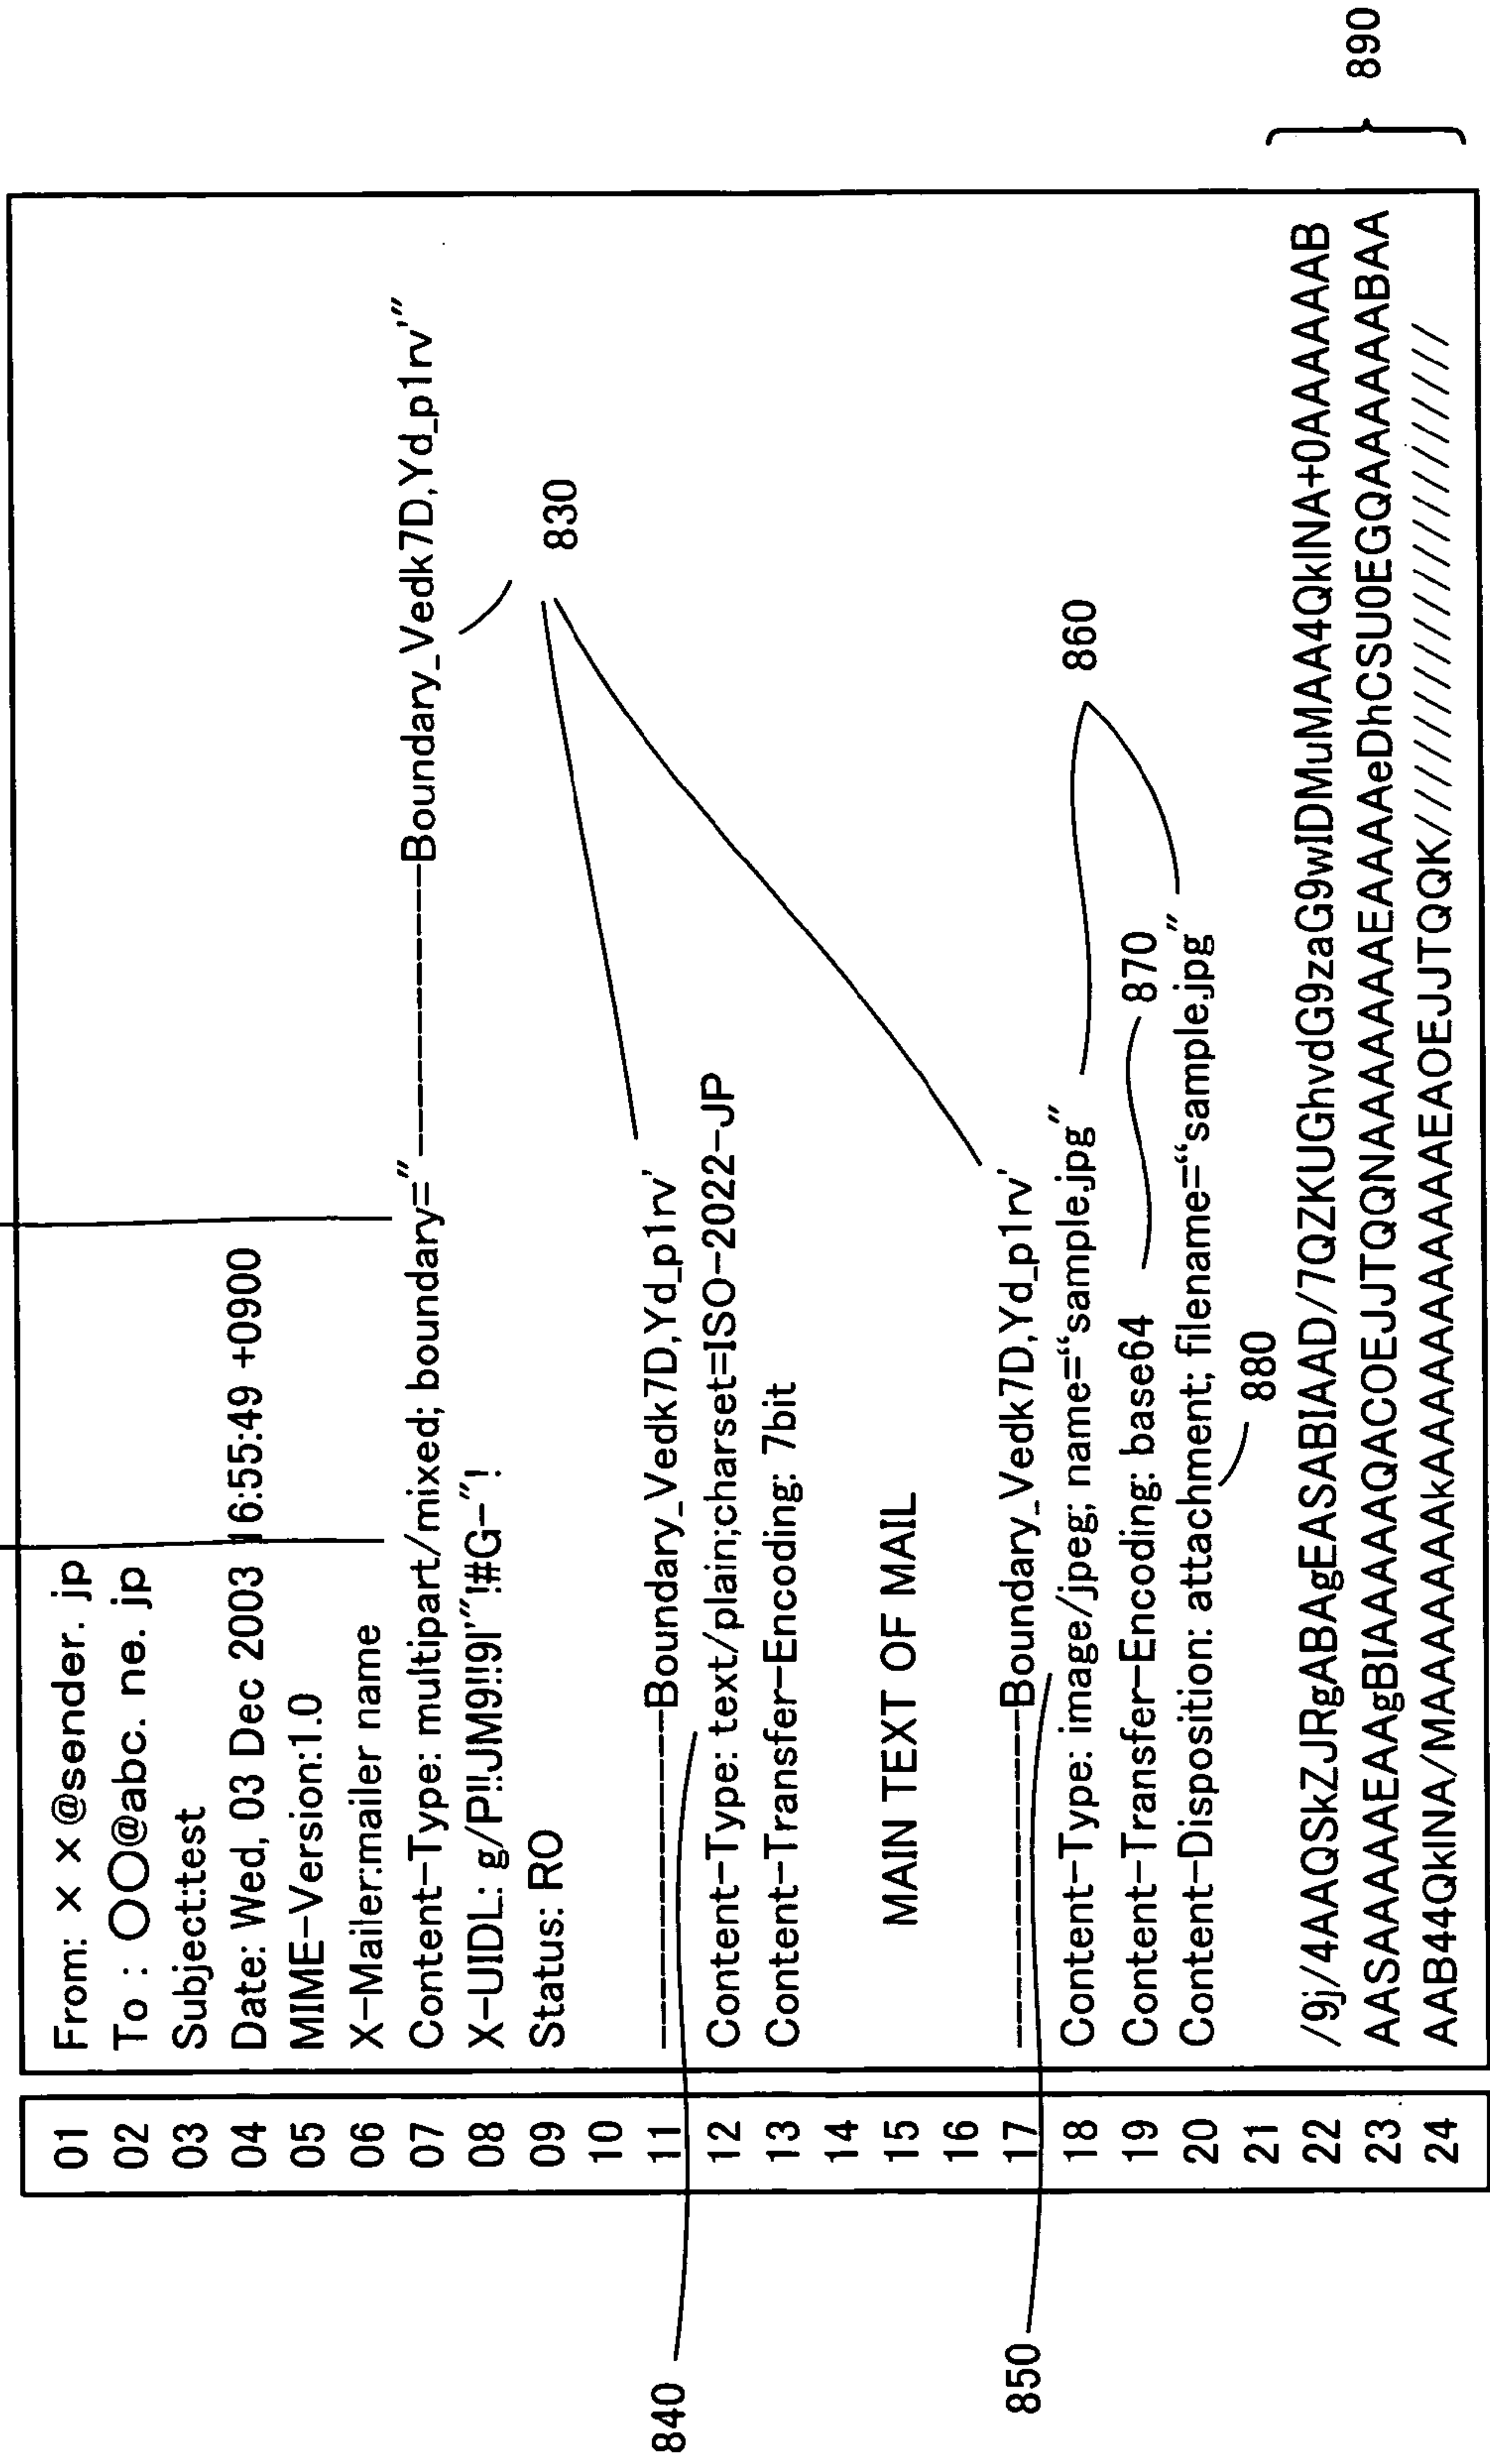 01 From: × ×@sender. jp
02 To : ○○@abc. ne. jp
03 Subject:test
04 Date: Wed, 03 Dec 2003 16:55:49 +0900
05 MIME-Version:1.0
06 X-Mailer:mailer name
07 Content-Type: multipart/mixed; boundary="----------------Boundary_Vedk7D,Yd_p1rv'"
08 X-UIDL: g/P!!JM9!!9I'"!#G-"!
09 Status: RO
10
11 ----------------Boundary_Vedk7D,Yd_p1rv'
12 Content-Type: text/plain;charset=ISO-2022-JP
13 Content-Transfer-Encoding: 7bit
14
15 MAIN TEXT OF MAIL
16
17 ----------------Boundary_Vedk7D,Yd_p1rv'
18 Content-Type: image/jpeg; name="sample.jpg"
19 Content-Transfer-Encoding: base64
20 Content-Disposition: attachment; filename="sample.jpg"
21
22 /9j/4AAQSkZJRgABAgEASABIAAD/7QZKUGhvdG9zaG9wIDMuMAA4QklNA+0AAAAAAB
23 AASAAAAAEAAgBIAAAAAQACOEJJTQQNAAAAAAAEAAAAeDhCSU0EGQAAAAAABAA
24 AAB44QklNA/MAAAAAAAkAAAAAAAAAAAEAOEJJTQQK////////////////////////
830
840
850
860
870
880
890